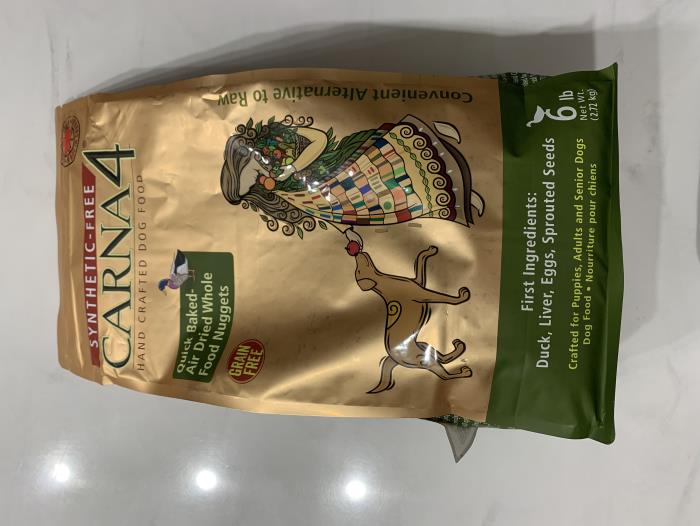 SYNTHETIC-FREE
CARNA4
HAND CRAFTED DOG FOOD
Quick Baked-
Air Dried Whole
Food Nuggets
GRAIN
FREE
Convenient Alternative to Raw
First Ingredients:
Duck, Liver, Eggs, Sprouted Seeds
Crafted for Puppies, Adults and Senior Dogs
Dog Food • Nourriture pour chiens
6 lb
Net Wt.
(2.72 kg)